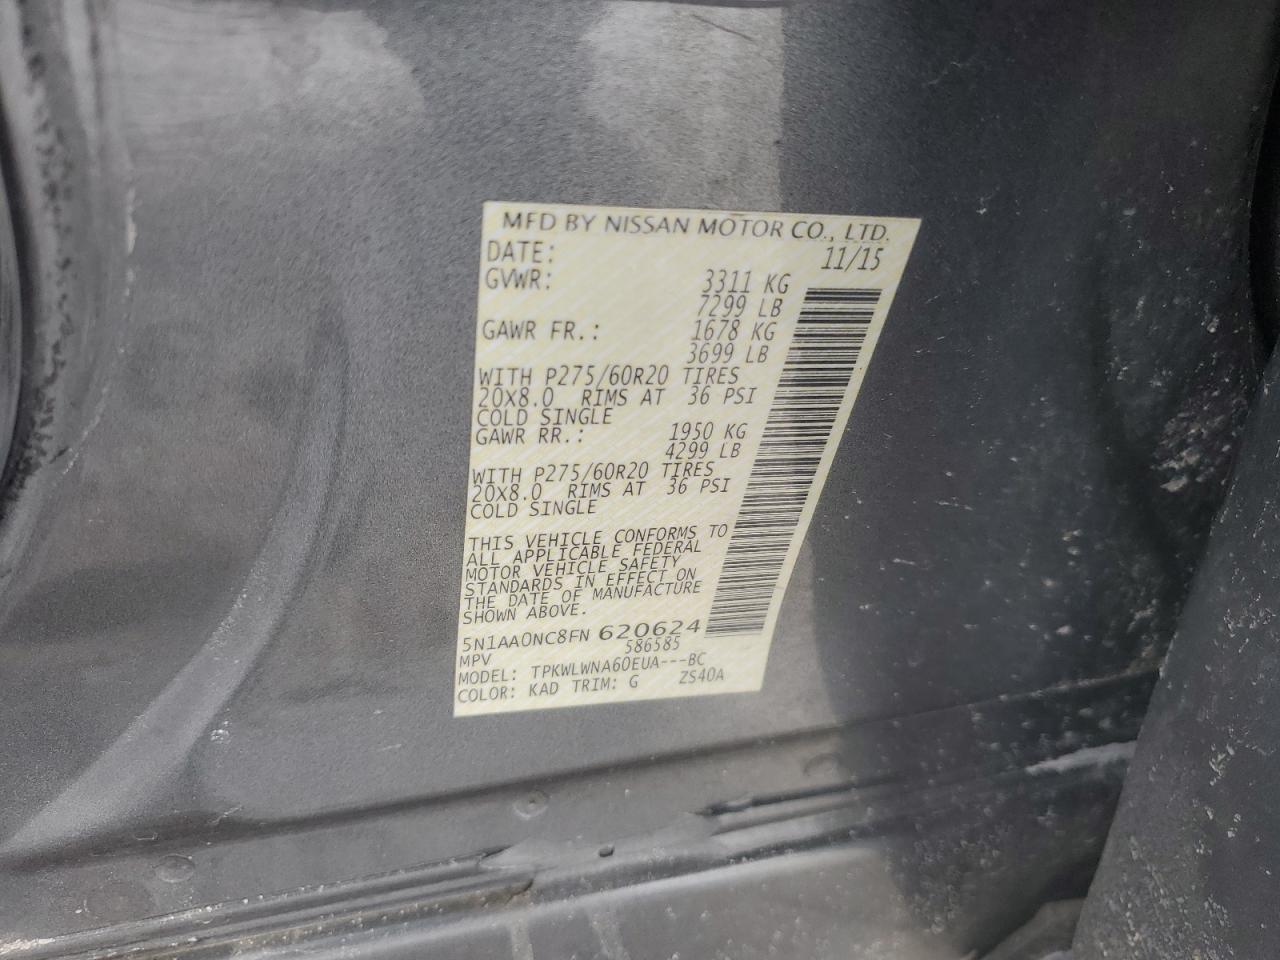 MFD BY NISSAN MOTOR CO., LTD.
DATE: 11/15
GVWR: 3311 KG
7299 LB
GAWR FR.: 1678 KG
3699 LB
WITH P275/60R20 TIRES
20X8.0 RIMS AT 36 PSI
COLD SINGLE
GAWR RR.: 1950 KG
4299 LB
WITH P275/60R20 TIRES
20X8.0 RIMS AT 36 PSI
COLD SINGLE
THIS VEHICLE CONFORMS TO
ALL APPLICABLE FEDERAL
MOTOR VEHICLE SAFETY
STANDARDS IN EFFECT ON
THE DATE OF MANUFACTURE
SHOWN ABOVE.
5N1AA0NC8FN 620624
MPV 586585
MODEL: TPKWLWNA60EUA---BC
COLOR: KAD TRIM: G ZS40A